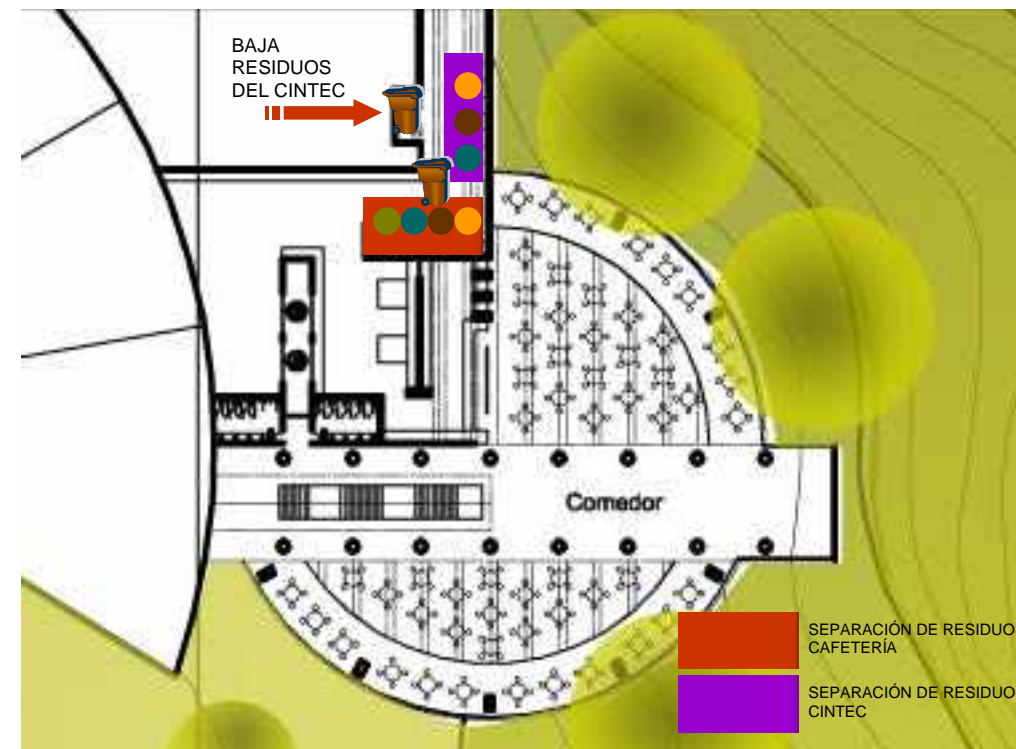 BAJA
RESIDUOS
DEL CINTEC
Comedor
SEPARACIÓN DE RESIDUO
CAFETERÍA
SEPARACIÓN DE RESIDUO
CINTEC